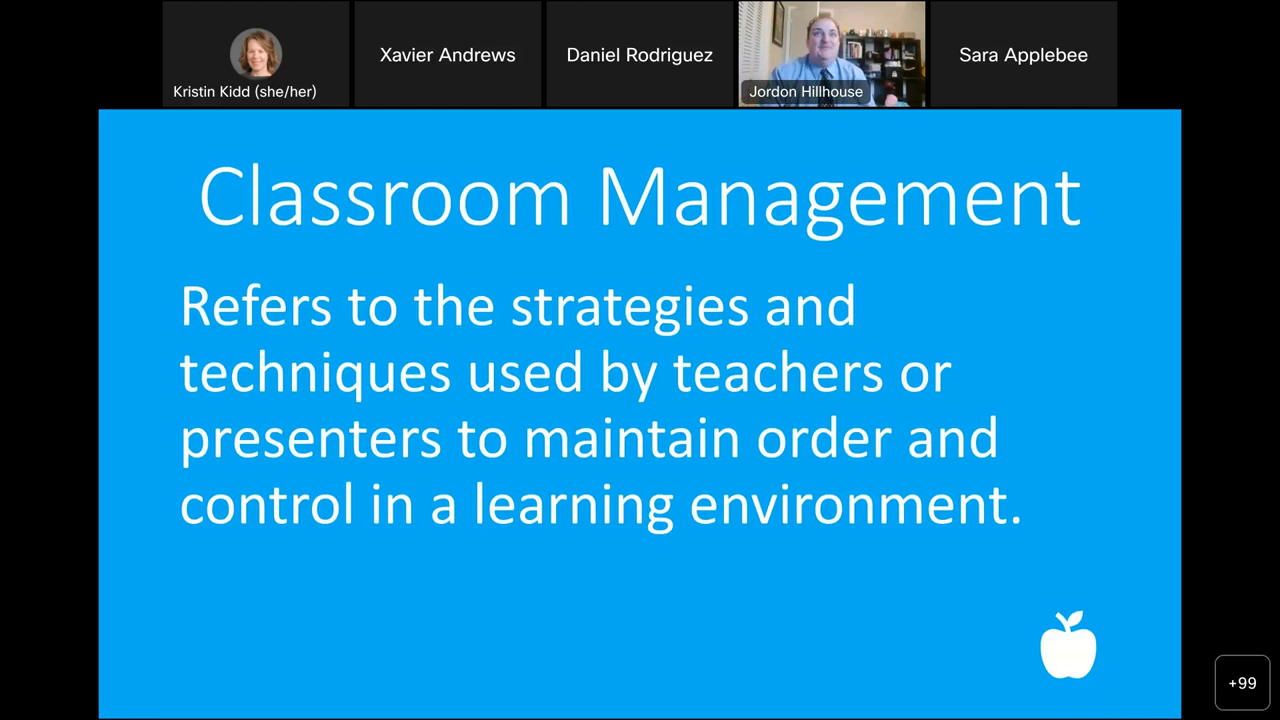 Kristin Kidd (she/her)
Xavier Andrews
Daniel Rodriguez
Jordon Hillhouse
Sara Applebee
Classroom Management
Refers to the strategies and
techniques used by teachers or
presenters to maintain order and
control in a learning environment.
+99